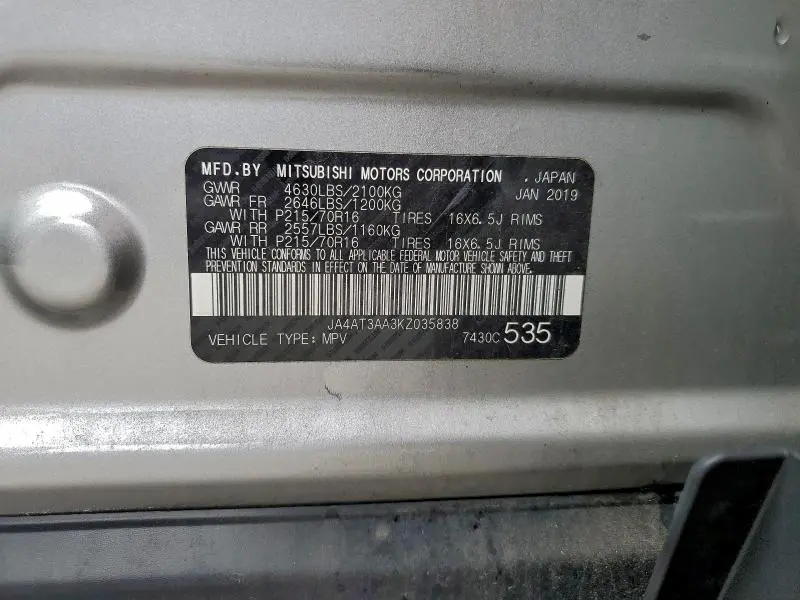 MFD.BY MITSUBISHI MOTORS CORPORATION . JAPAN
GVWR 4630LBS/2100KG JAN 2019
GAWR FR 2646LBS/1200KG
WITH P215/70R16 TIRES 16X6.5J RIMS
GAWR RR 2557LBS/1160KG
WITH P215/70R16 TIRES 16X6.5J RIMS
THIS VEHICLE CONFORMS TO ALL APPLICABLE FEDERAL MOTOR VEHICLE SAFETY AND THEFT
PREVENTION STANDARDS IN EFFECT ON THE DATE OF MANUFACTURE SHOWN ABOVE.
JA4AT3AA3KZ035838
VEHICLE TYPE: MPV 7430C 535